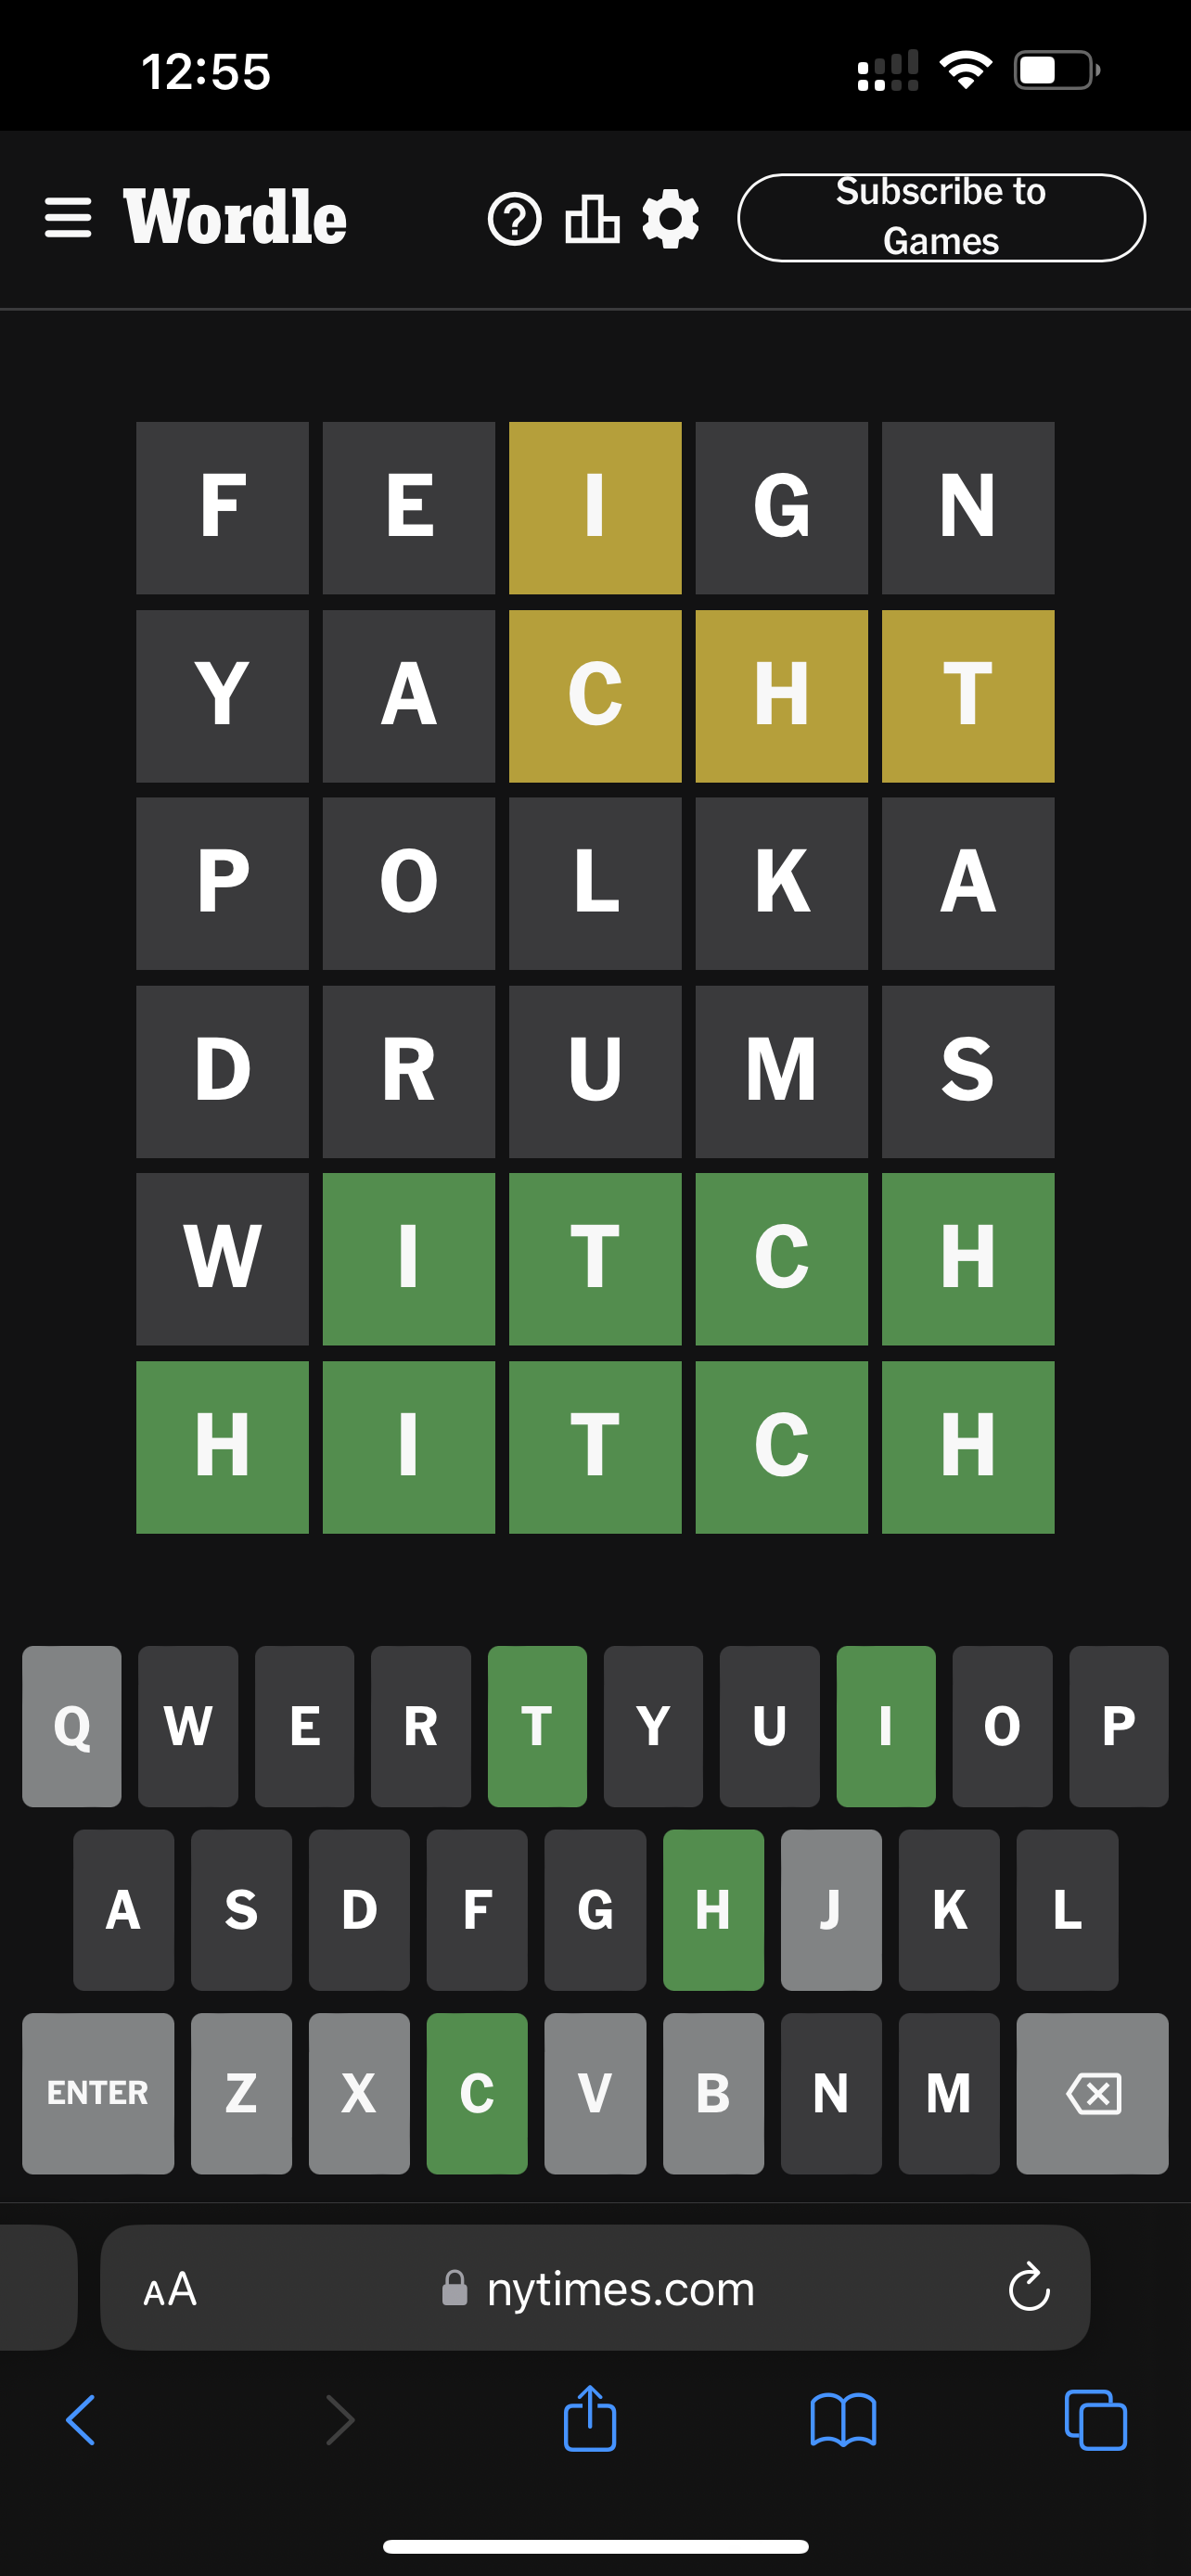 12:55
Wordle
Subscribe to
Games
F E I G N
Y A C H T
P O L K A
D R U M S
W I T C H
H I T C H
Q W E R T Y U I O P
A S D F G H J K L
ENTER Z X C V B N M
AA nytimes.com